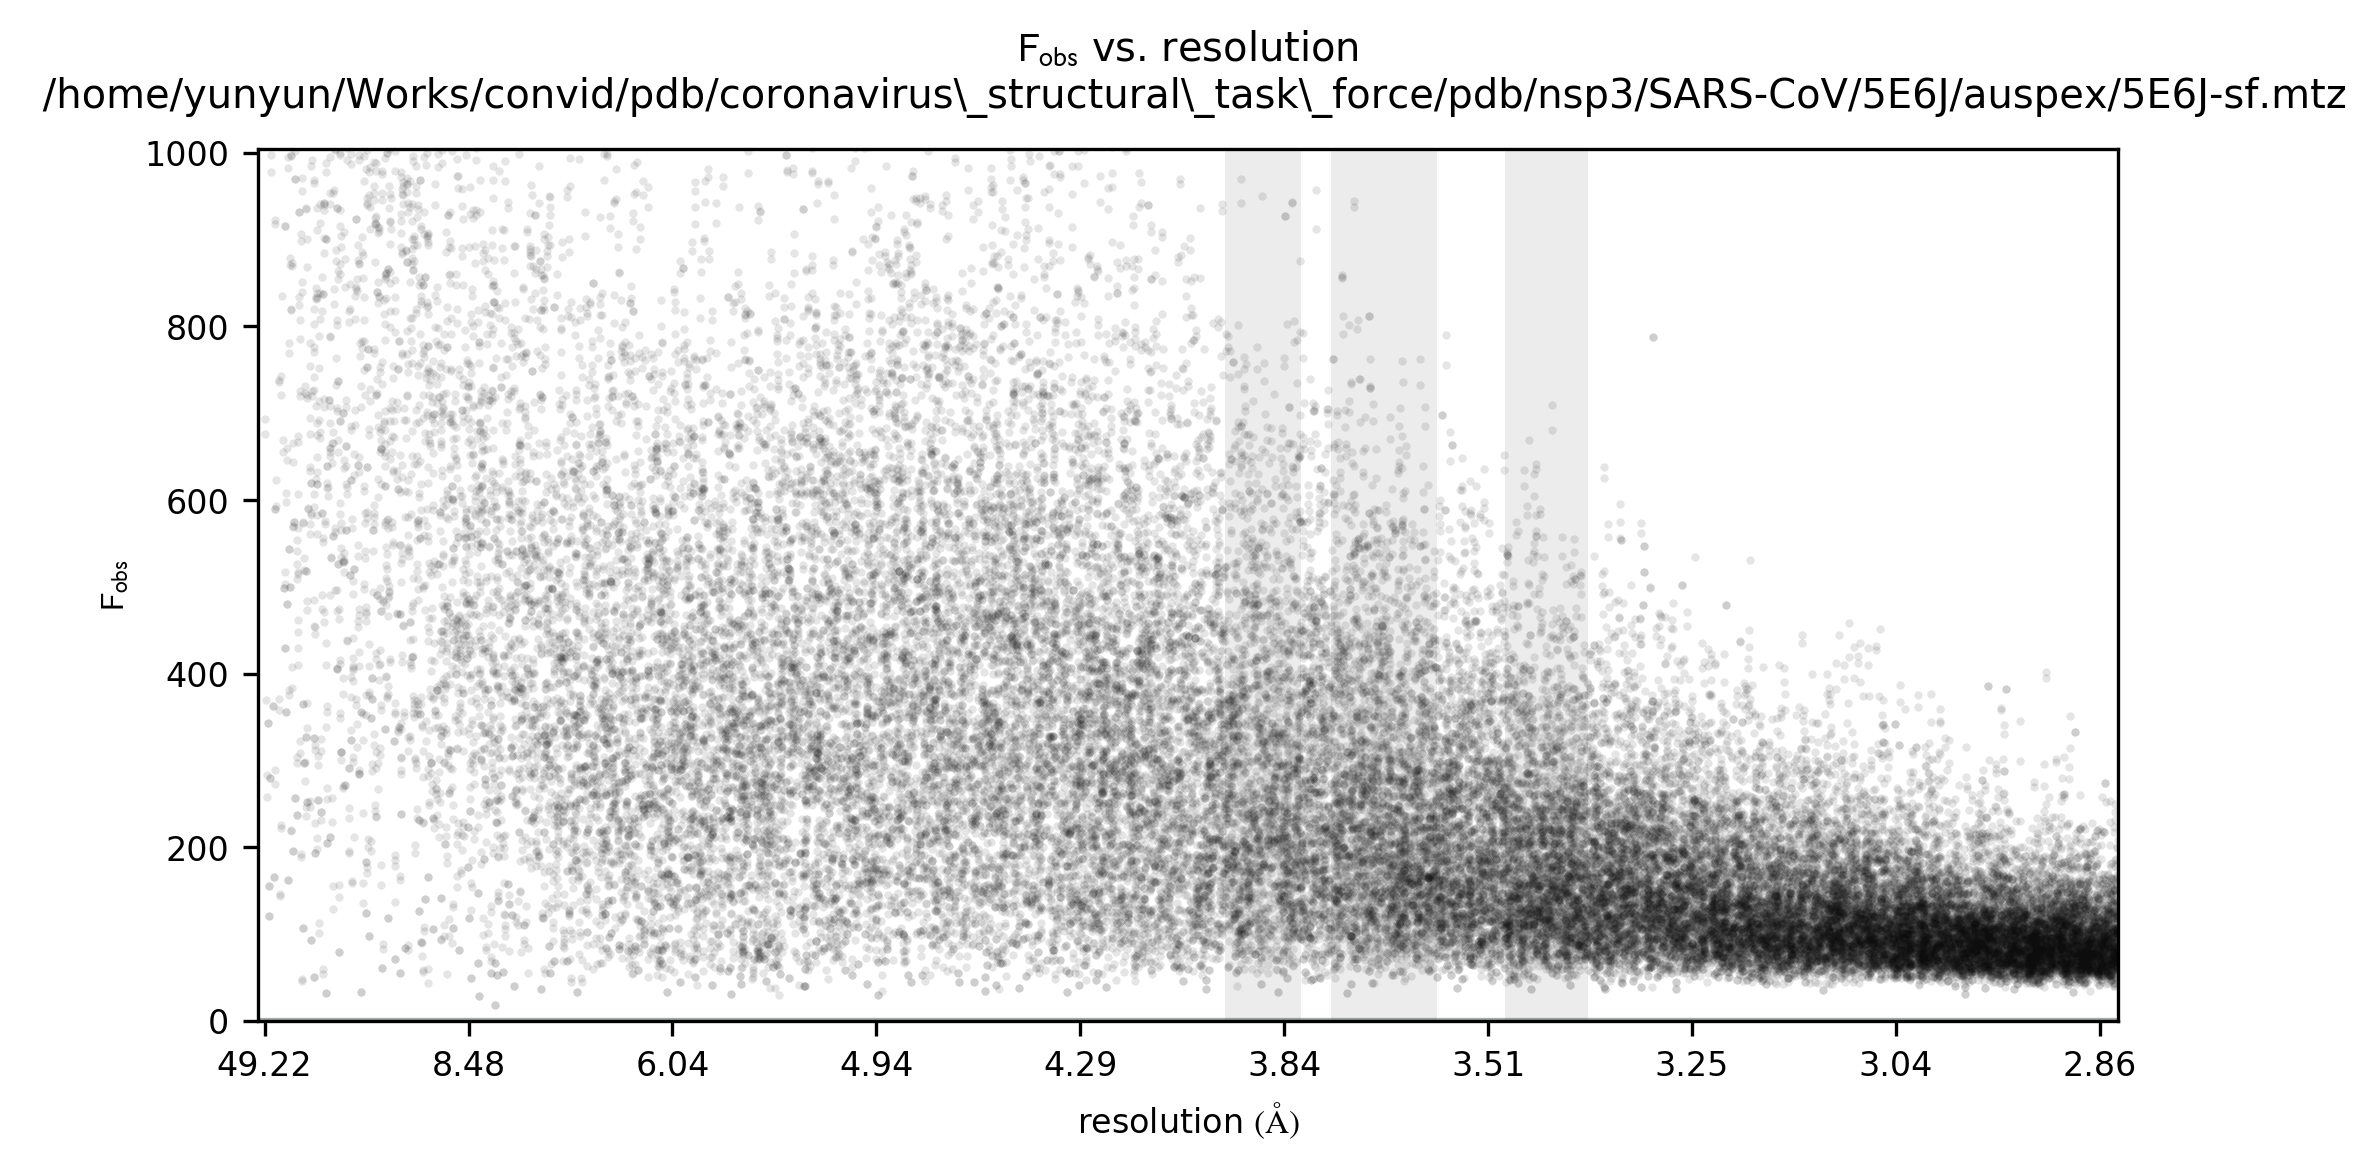 Fobs vs. resolution
/home/yunyun/Works/convid/pdb/coronavirus\_structural\_task\_force/pdb/nsp3/SARS-CoV/5E6J/auspex/5E6J-sf.mtz
1000
800
600
400
200
0
Fobs
49.22 8.48 6.04 4.94 4.29 3.84 3.51 3.25 3.04 2.86
resolution (Å)